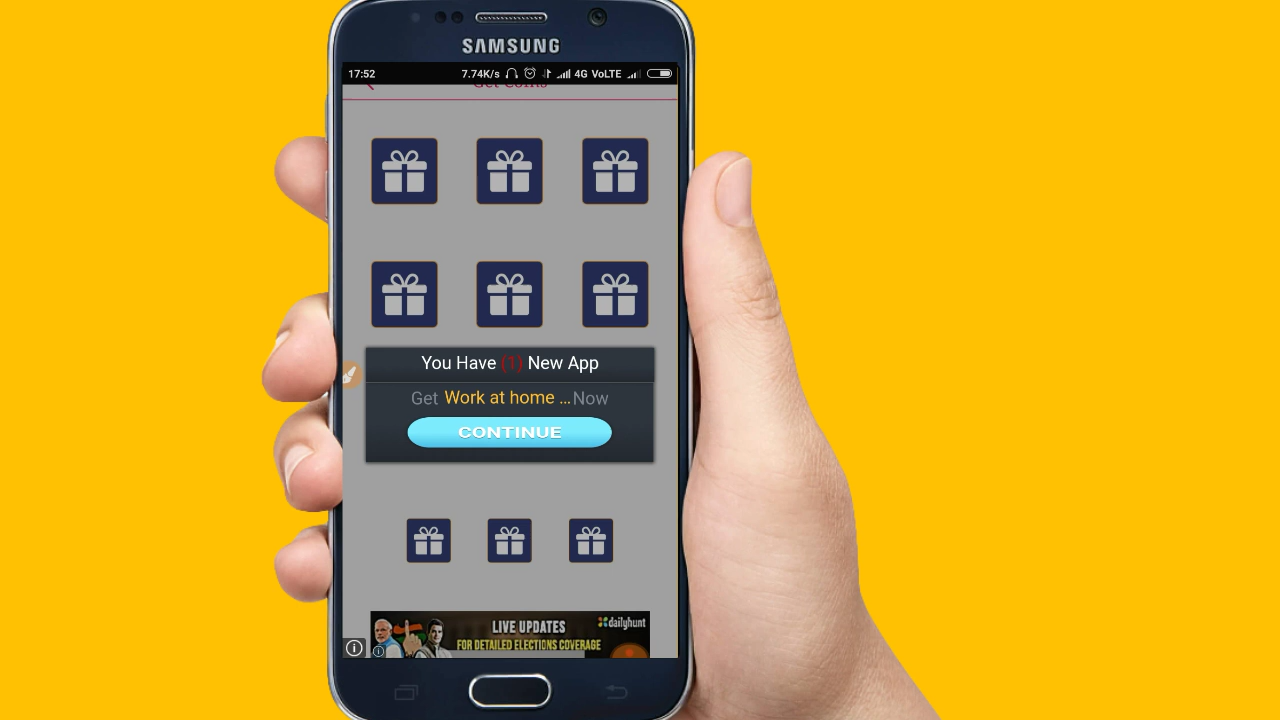 SAMSUNG
17:52 7.74K/s 4G VoLTE
Get Coins
You Have (1) New App
Get Work at home ... Now
CONTINUE
LIVE UPDATES
dailyhunt
FOR DETAILED ELECTIONS COVERAGE